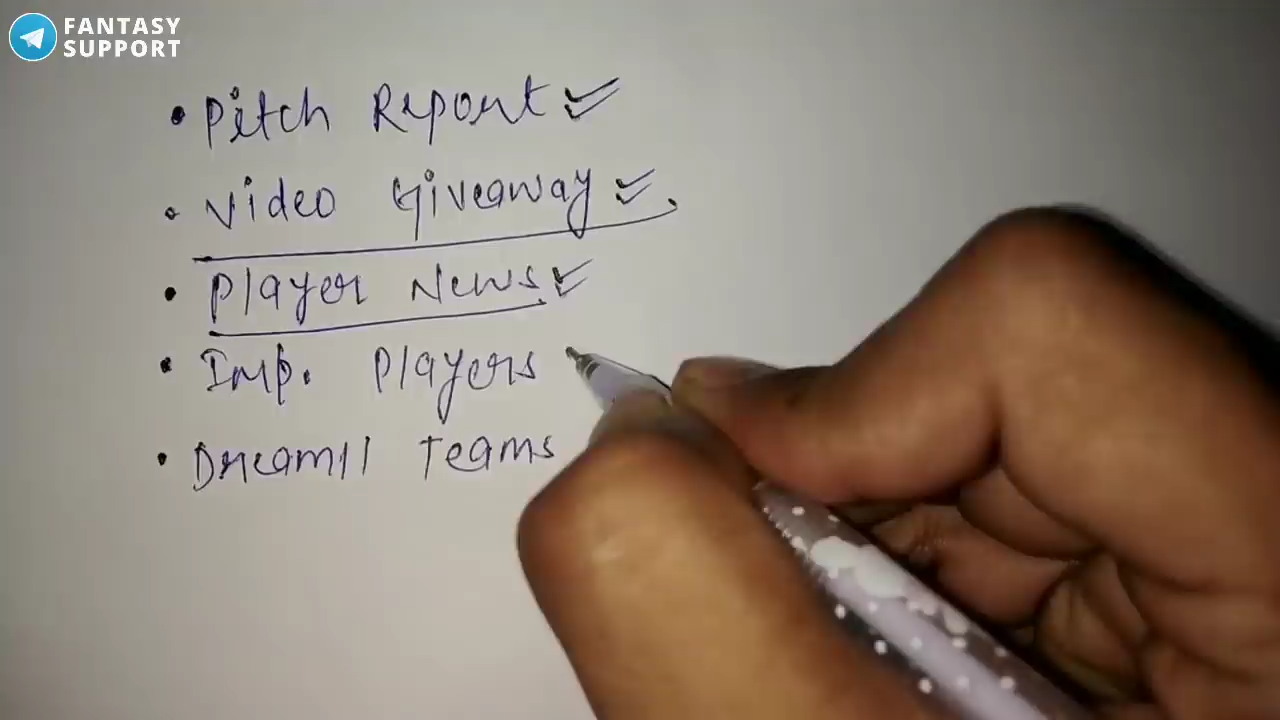 FANTASY
SUPPORT
• Pitch Report
• Video Giveaway
• Player News
• Imp. Players
• Dream11 Teams